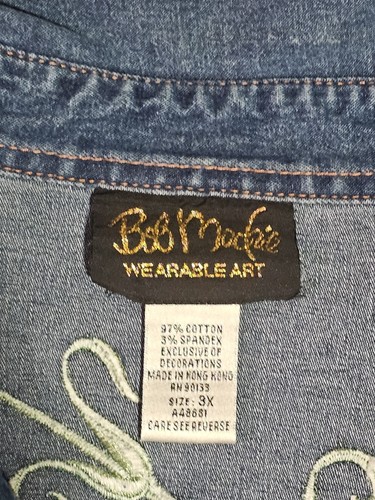 Bob Mackie
WEARABLE ART
97% COTTON
3% SPANDEX
EXCLUSIVE OF
DECORATIONS
MADE IN HONG KONG
RN 90133
SIZE: 3X
A48681
CARE SEE REVERSE